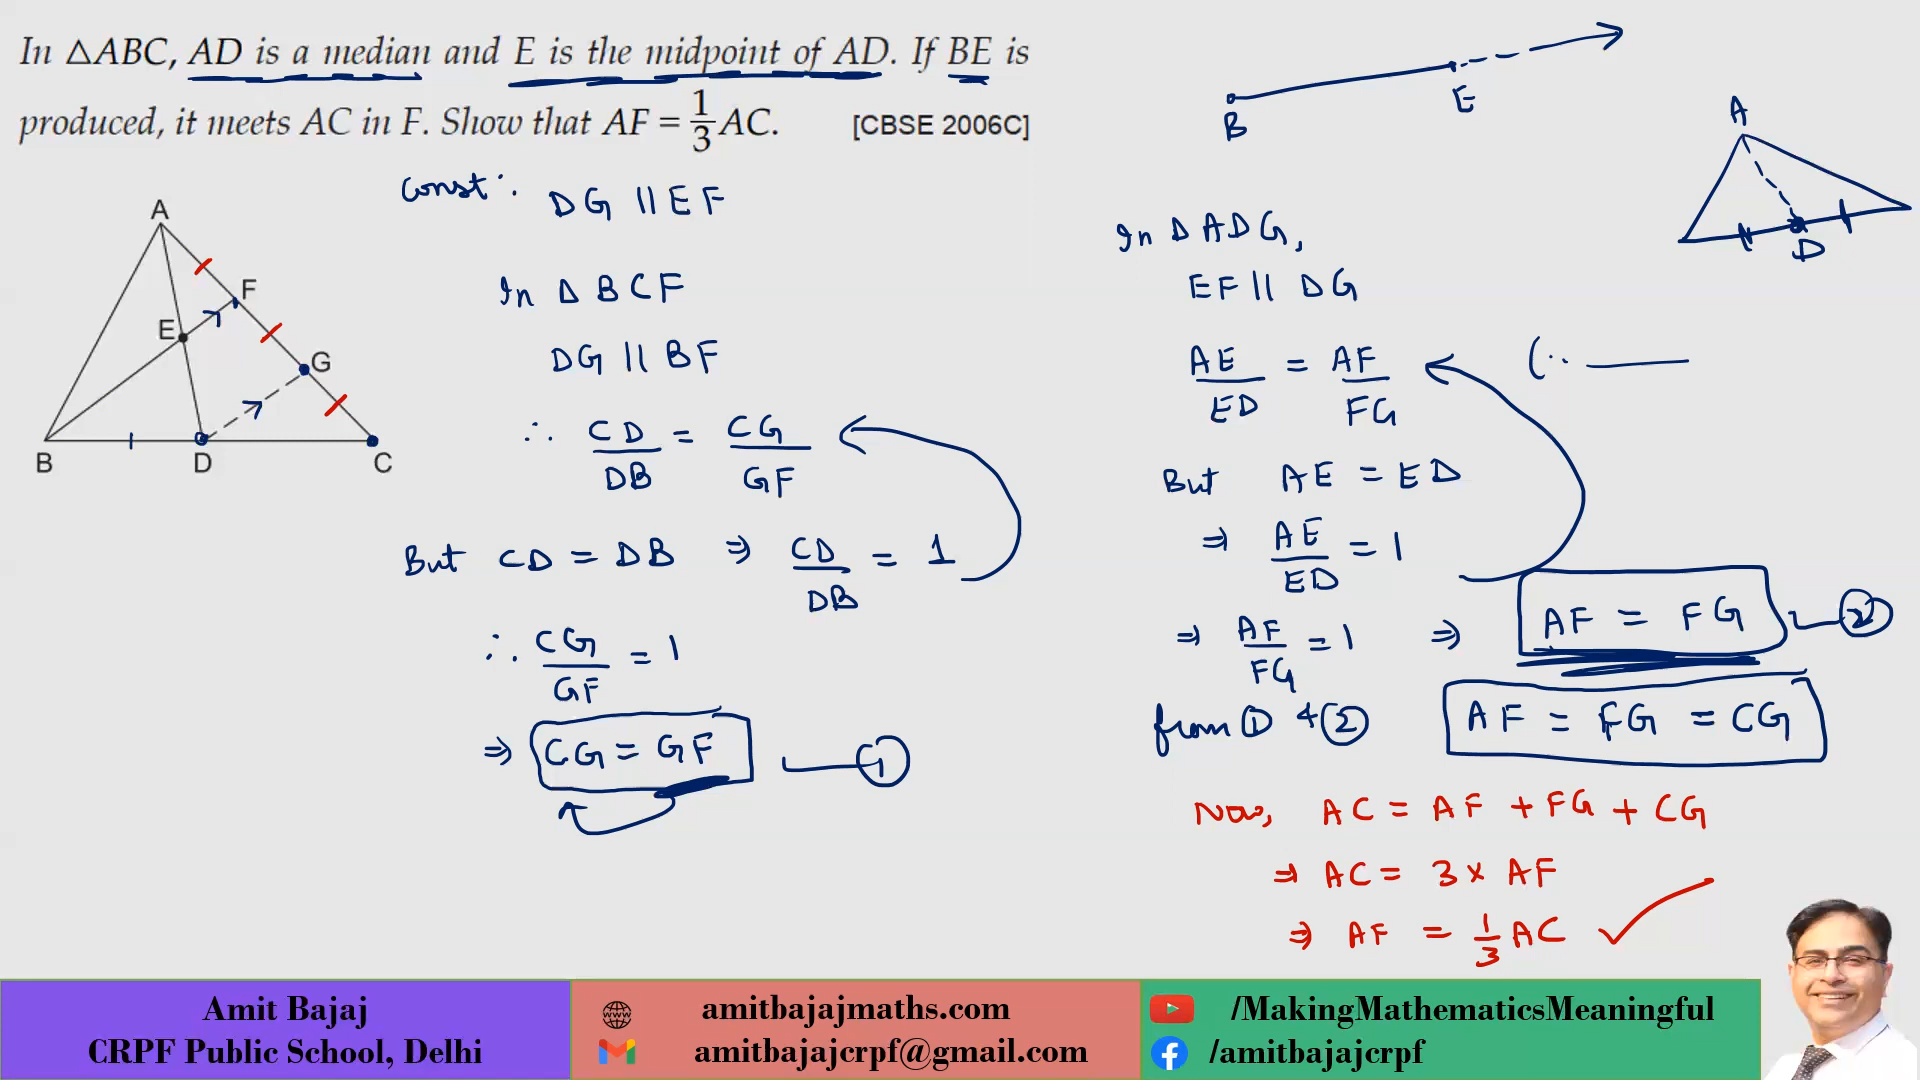 In △ABC, AD is a median and E is the midpoint of AD. If BE is
produced, it meets AC in F. Show that AF = 1/3 AC. [CBSE 2006C]
A
F
E
G
B
D
C
Const :
DG || EF
In △ BCF
DG || BF
∴ CD/DB = CG/GF
But CD = DB ⇒ CD/DB = 1
∴ CG/GF = 1
⇒ CG = GF — ①
B
E
A
D
In △ ADG,
EF || DG
AE/ED = AF/FG (∵ ——
But AE = ED
⇒ AE/ED = 1
⇒ AF/FG = 1 ⇒ AF = FG — ②
from ① & ② AF = FG = CG
Now, AC = AF + FG + CG
⇒ AC = 3 × AF
⇒ AF = 1/3 AC ✓
Amit Bajaj
CRPF Public School, Delhi
www
amitbajajmaths.com
amitbajajcrpf@gmail.com
/MakingMathematicsMeaningful
/amitbajajcrpf